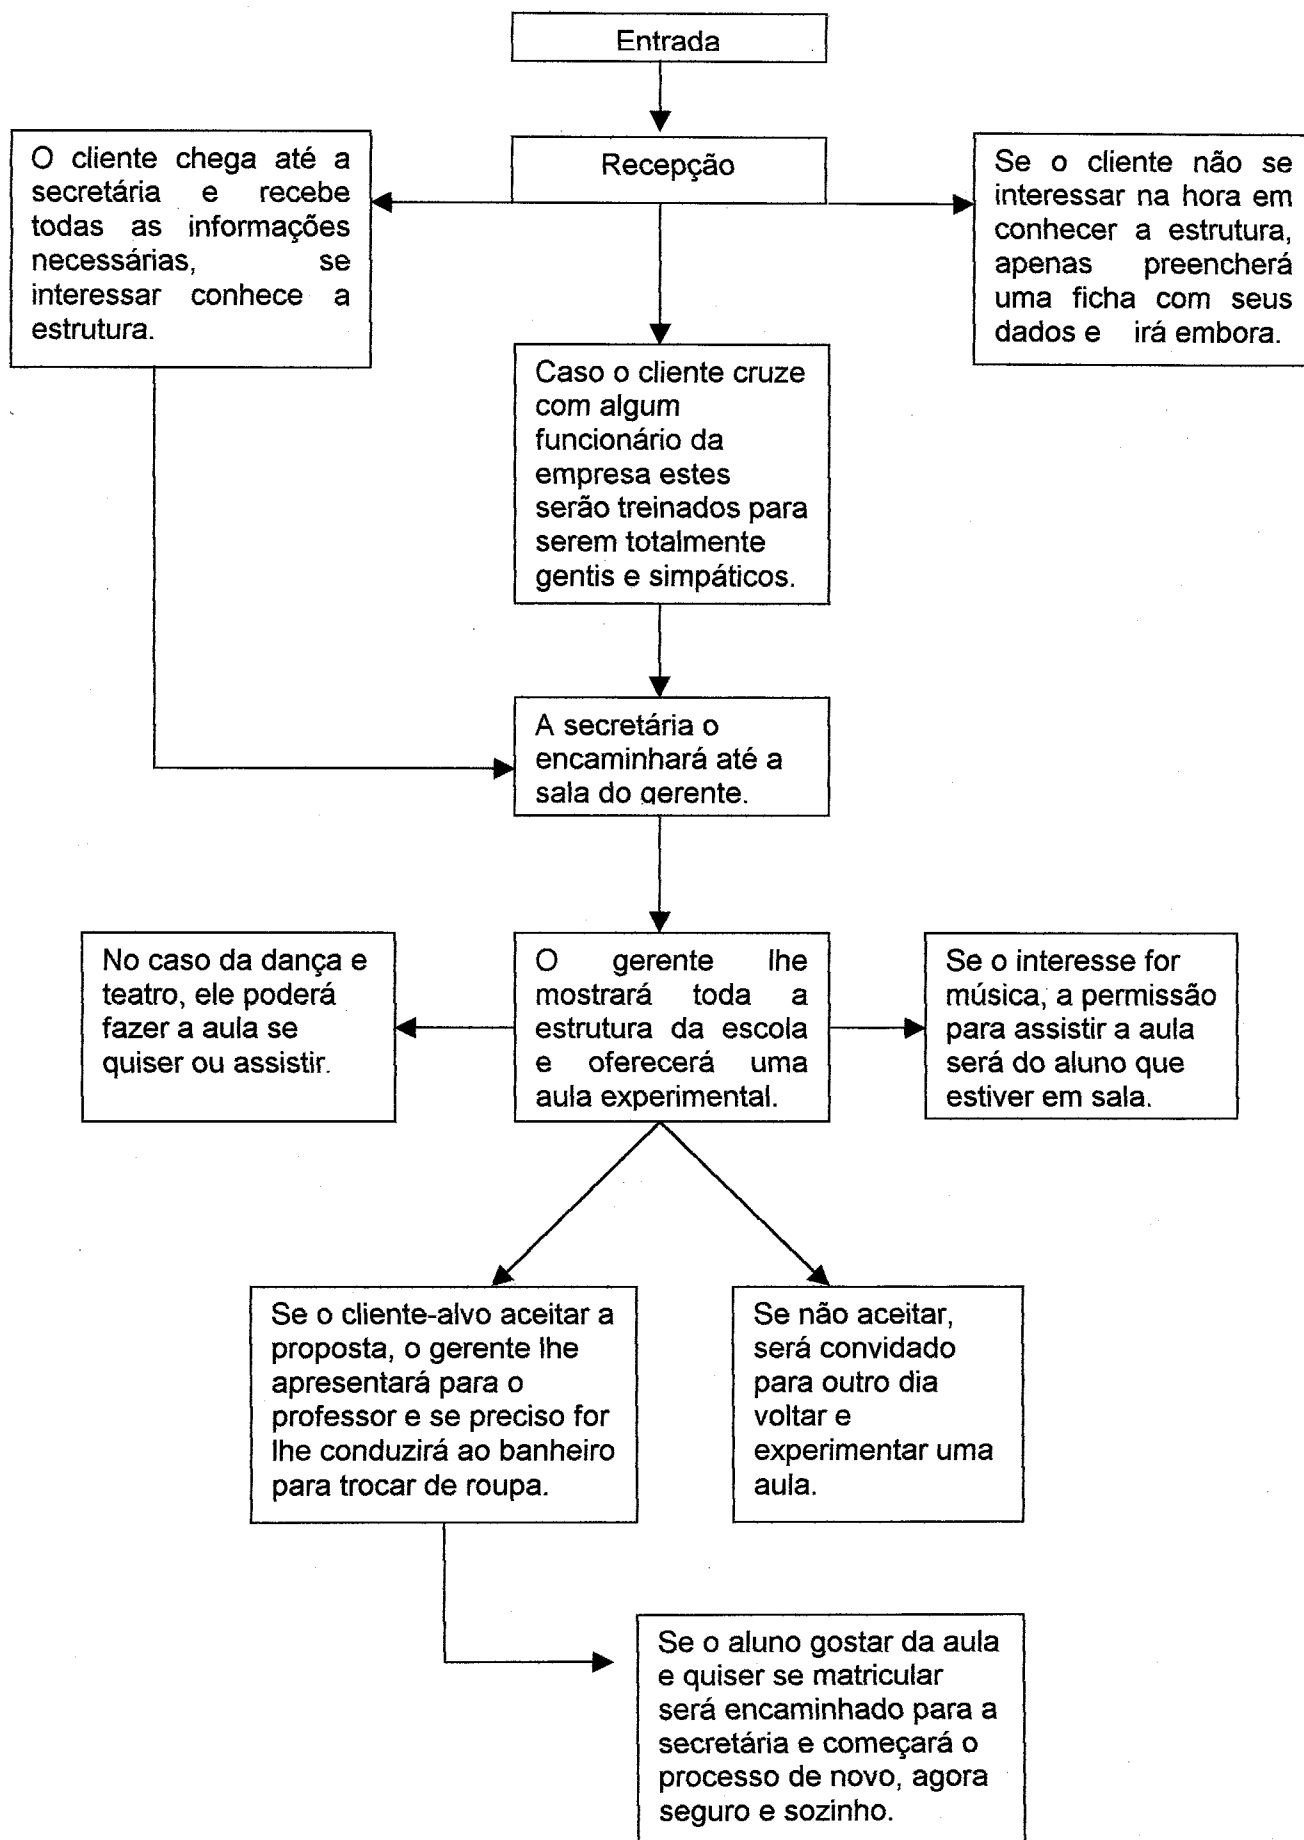 Entrada
Recepção
O cliente chega até a
secretária e recebe
todas as informações
necessárias, se
interessar conhece a
estrutura.
Se o cliente não se
interessar na hora em
conhecer a estrutura,
apenas preencherá
uma ficha com seus
dados e irá embora.
Caso o cliente cruze
com algum
funcionário da
empresa estes
serão treinados para
serem totalmente
gentis e simpáticos.
A secretária o
encaminhará até a
sala do gerente.
No caso da dança e
teatro, ele poderá
fazer a aula se
quiser ou assistir.
O gerente lhe
mostrará toda a
estrutura da escola
e oferecerá uma
aula experimental.
Se o interesse for
música, a permissão
para assistir a aula
será do aluno que
estiver em sala.
Se o cliente-alvo aceitar a
proposta, o gerente lhe
apresentará para o
professor e se preciso for
lhe conduzirá ao banheiro
para trocar de roupa.
Se não aceitar,
será convidado
para outro dia
voltar e
experimentar uma
aula.
Se o aluno gostar da aula
e quiser se matricular
será encaminhado para a
secretária e começará o
processo de novo, agora
seguro e sozinho.